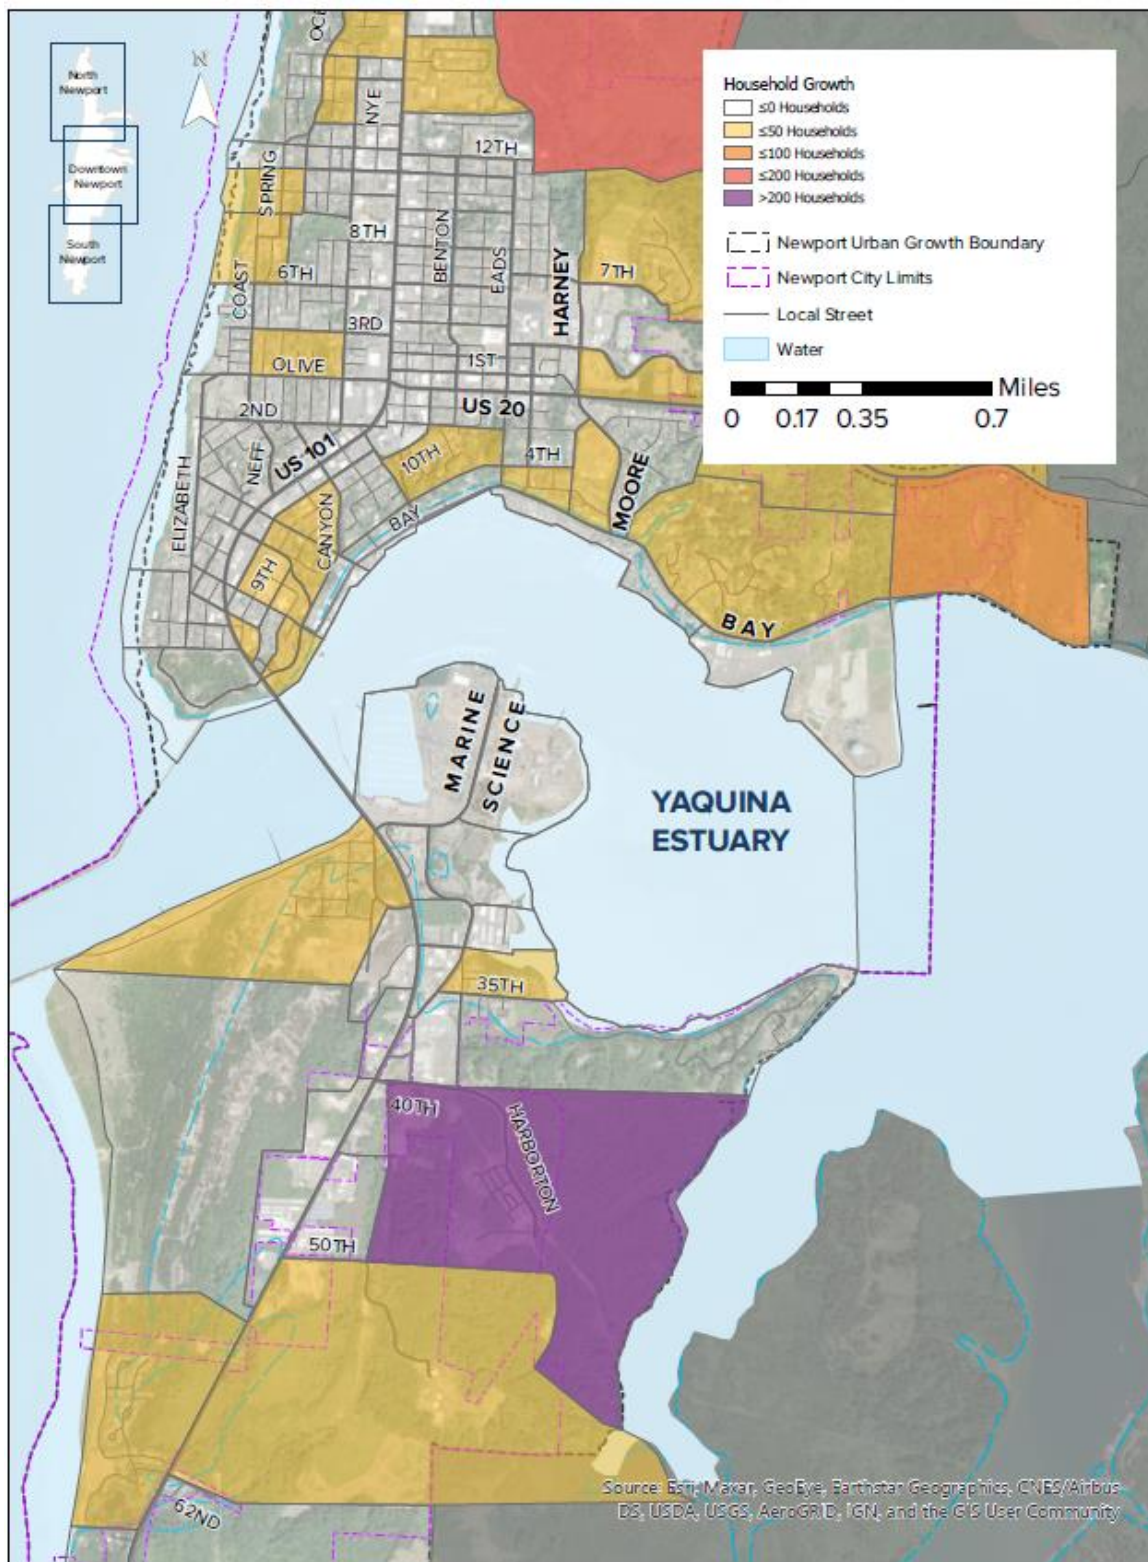 North
Newport
Downtown
Newport
South
Newport
N
Household Growth
≤0 Households
≤50 Households
≤100 Households
≤200 Households
>200 Households
Newport Urban Growth Boundary
Newport City Limits
Local Street
Water
Miles
0 0.17 0.35 0.7
NYE
12TH
SPRING
8TH
BENTON
EADS
HARNEY
7TH
6TH
COAST
3RD
1ST
OLIVE
2ND
US 20
NEFF
US 101
10TH
4TH
MOORE
ELIZABETH
CANYON
BAY
9TH
BAY
MARINE
SCIENCE
YAQUINA
ESTUARY
35TH
40TH
HARBORTON
50TH
62ND
Source: Esri, Maxar, GeoEye, Earthstar Geographics, CNES/Airbus
DS, USDA, USGS, AeroGRID, IGN, and the GIS User Community